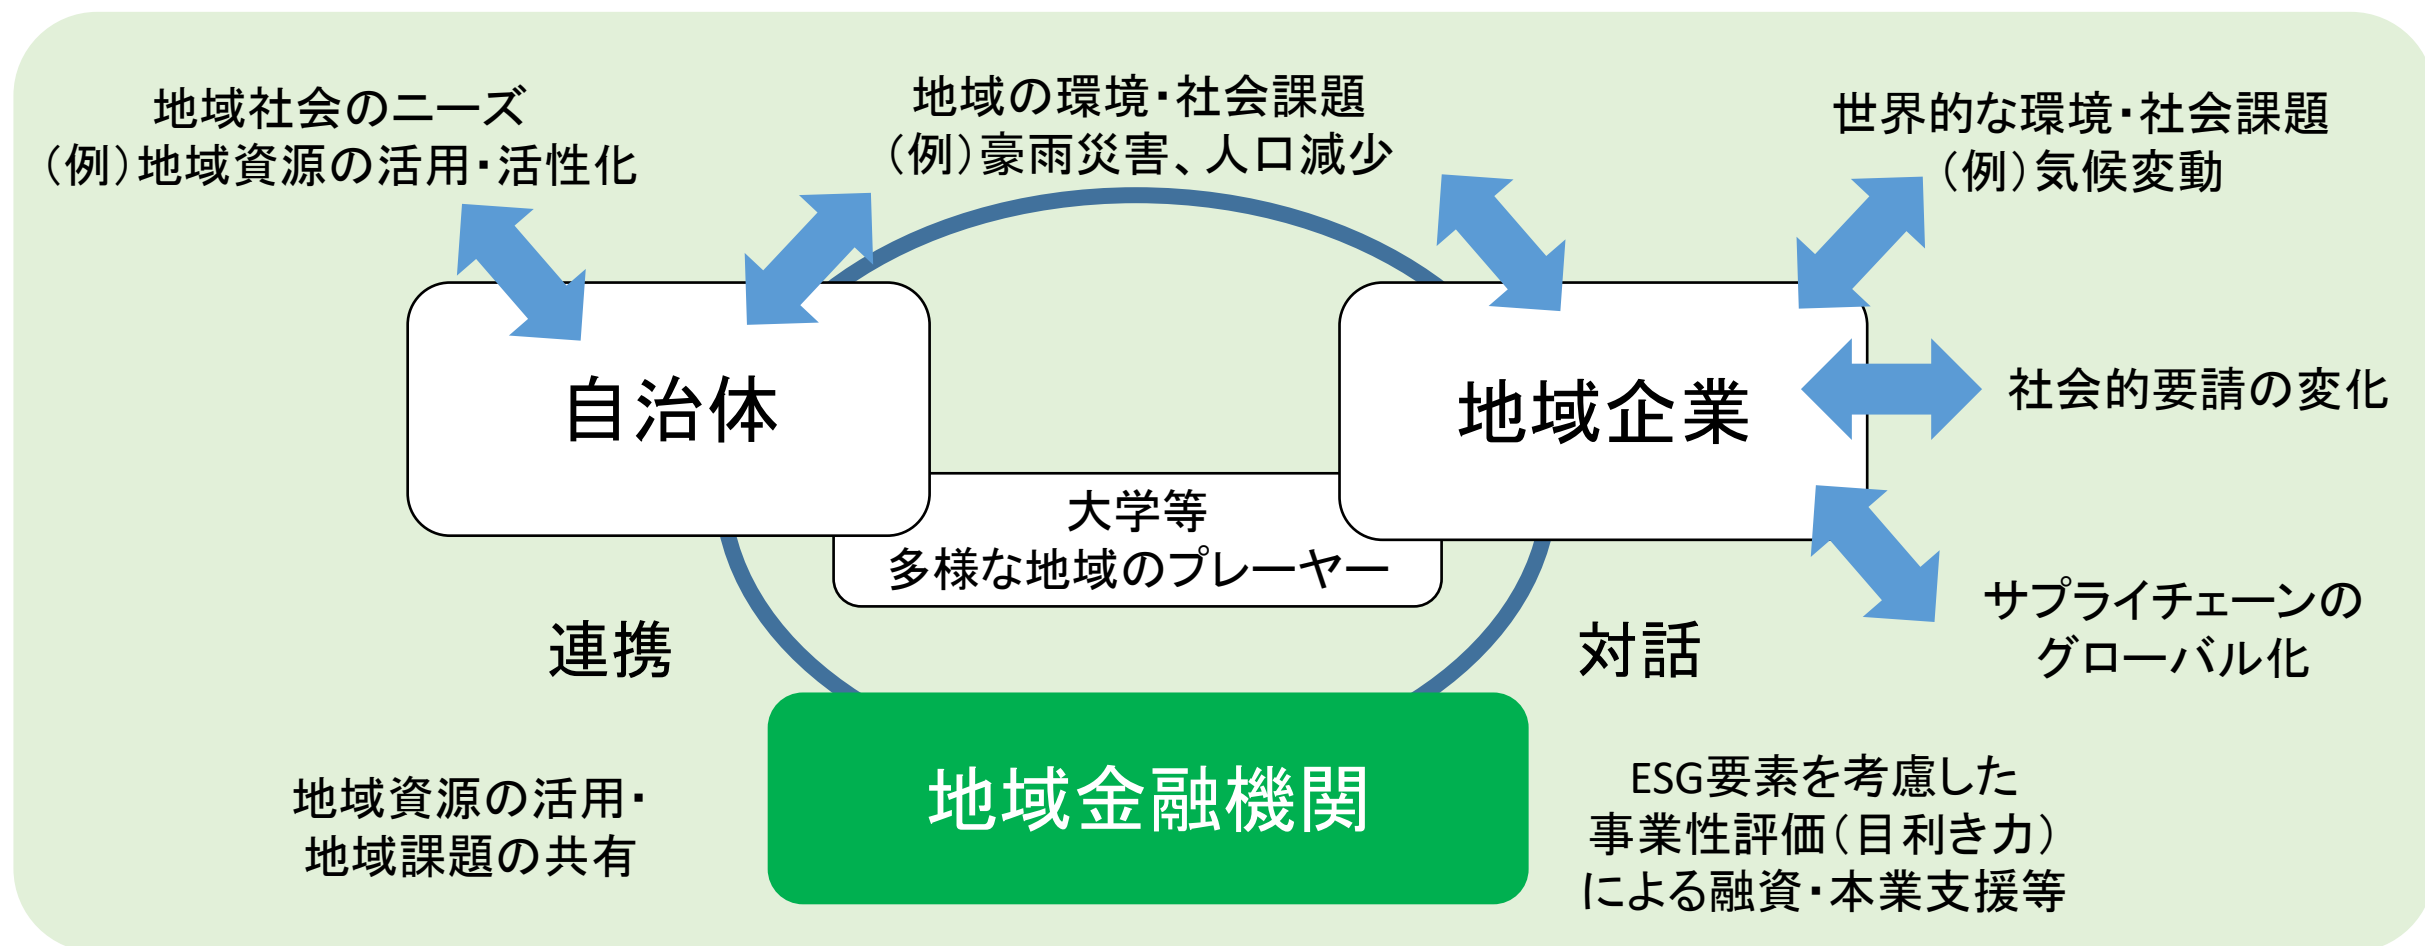 地域社会のニーズ
（例）地域資源の活用・活性化
地域の環境・社会課題
（例）豪雨災害、人口減少
世界的な環境・社会課題
（例）気候変動
自治体
地域企業
社会的要請の変化
大学等
多様な地域のプレーヤー
サプライチェーンの
グローバル化
連携
対話
地域金融機関
地域資源の活用・
地域課題の共有
ESG要素を考慮した
事業性評価（目利き力）
による融資・本業支援等